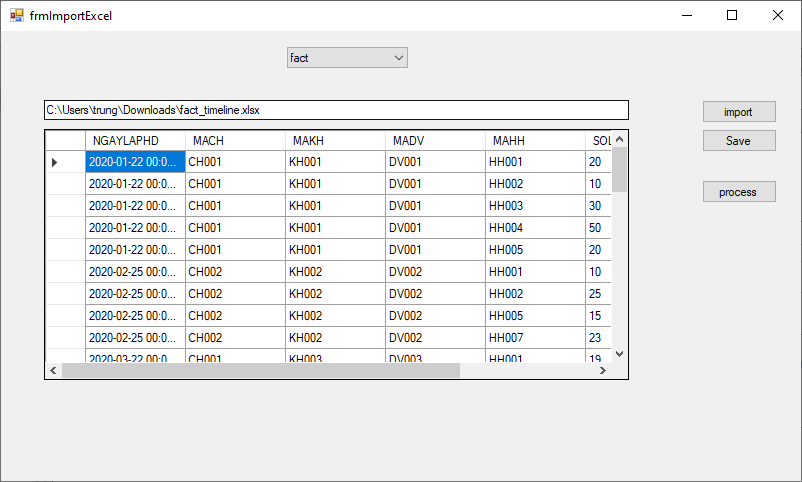 frmImportExcel
fact
C:\Users\trung\Downloads\fact_timeline.xlsx
import
NGAYLAPHD MACH MAKH MADV MAHH SOL
Save
2020-01-22 00:0... CH001 KH001 DV001 HH001 20
2020-01-22 00:0... CH001 KH001 DV001 HH002 10
process
2020-01-22 00:0... CH001 KH001 DV001 HH003 30
2020-01-22 00:0... CH001 KH001 DV001 HH004 50
2020-01-22 00:0... CH001 KH001 DV001 HH005 20
2020-02-25 00:0... CH002 KH002 DV002 HH001 10
2020-02-25 00:0... CH002 KH002 DV002 HH002 25
2020-02-25 00:0... CH002 KH002 DV002 HH005 15
2020-02-25 00:0... CH002 KH002 DV002 HH007 23
2020-03-22 00:0... CH001 KH003 DV003 HH001 19